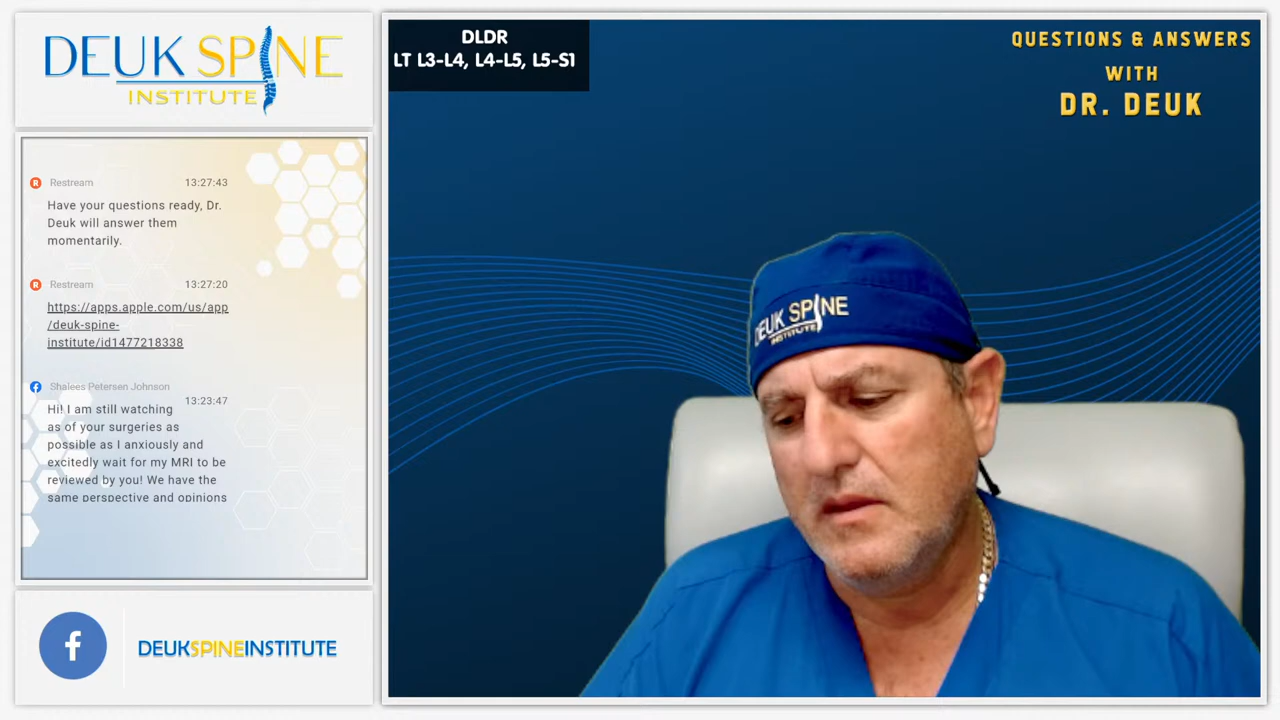 DEUK SPINE
INSTITUTE
Restream 13:27:43
Have your questions ready, Dr.
Deuk will answer them
momentarily.
Restream 13:27:20
https://apps.apple.com/us/app
/deuk-spine-
institute/id1477218338
Shalees Petersen Johnson
13:23:47
Hi! I am still watching
as of your surgeries as
possible as I anxiously and
excitedly wait for my MRI to be
reviewed by you! We have the
same perspective and opinions
f
DEUKSPINEINSTITUTE
DLDR
LT L3-L4, L4-L5, L5-S1
QUESTIONS & ANSWERS
WITH
DR. DEUK
DEUK SPINE
INSTITUTE